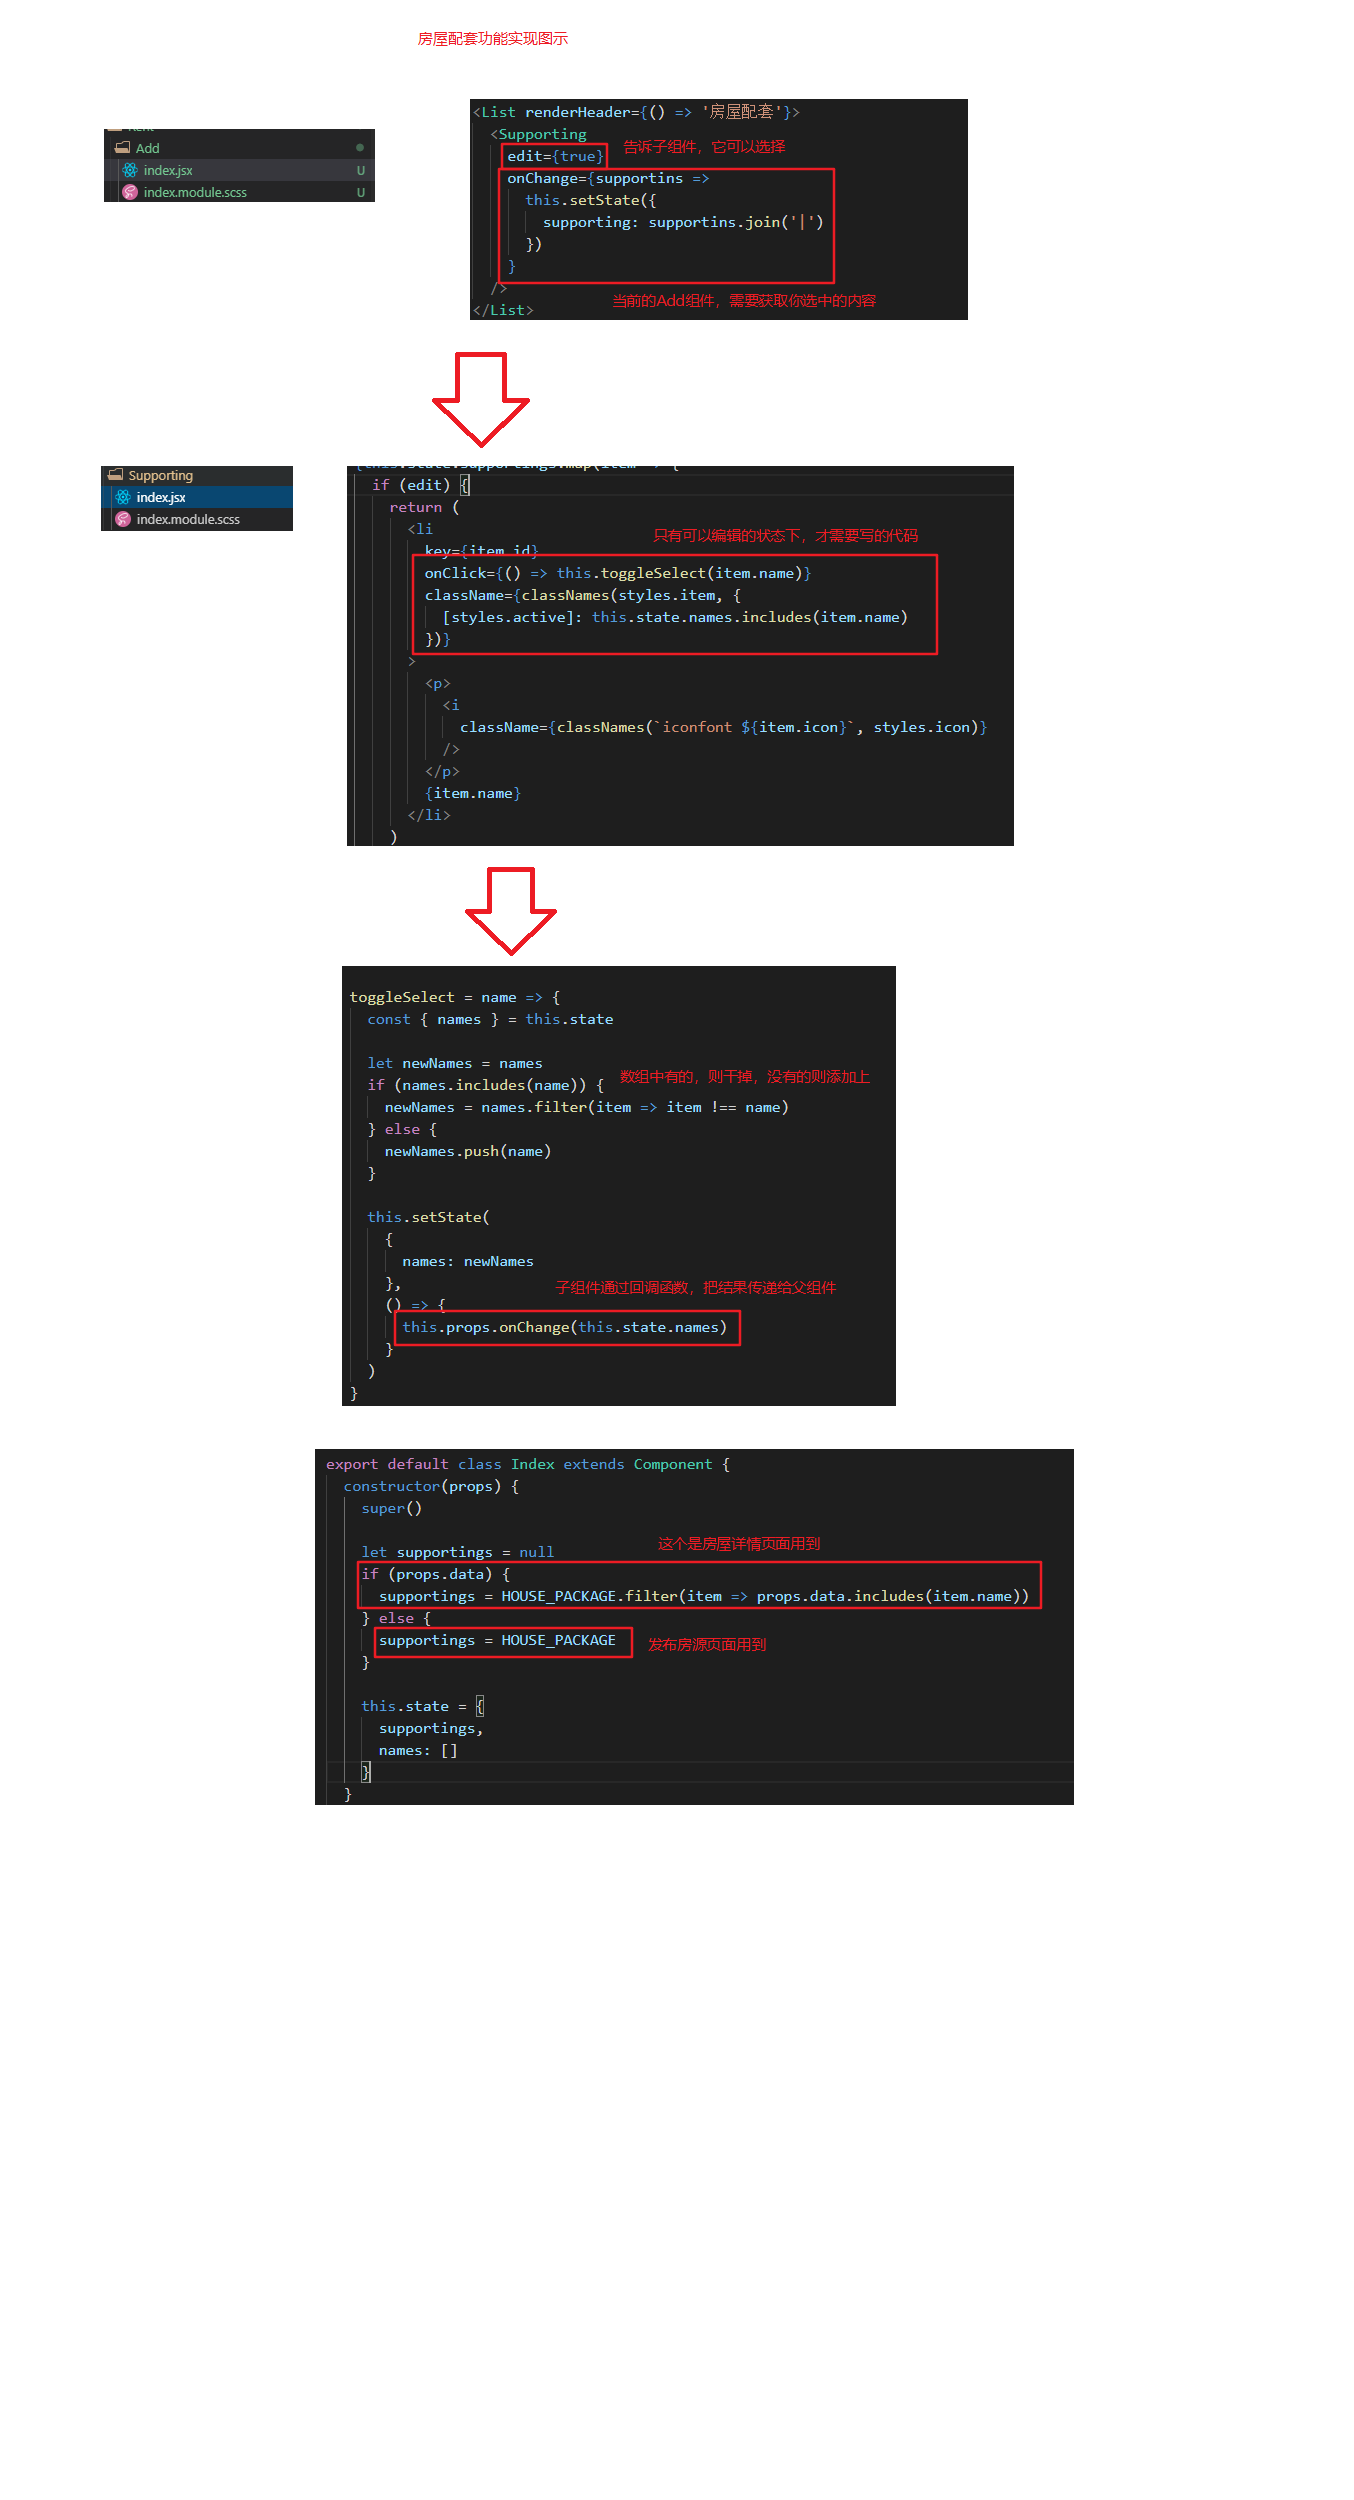 房屋配套功能实现图示
Rent
Add
index.jsx U
index.module.scss U
<List renderHeader={() => '房屋配套'}>
<Supporting
edit={true} 告诉子组件，它可以选择
onChange={supportins =>
this.setState({
supporting: supportins.join('|')
})
}
/>
当前的Add组件，需要获取你选中的内容
</List>
Supporting
index.jsx
index.module.scss
{this.state.supportings.map(item => {
if (edit) {
return (
<li
只有可以编辑的状态下，才需要写的代码
key={item.id}
onClick={() => this.toggleSelect(item.name)}
className={classNames(styles.item, {
[styles.active]: this.state.names.includes(item.name)
})}
>
<p>
<i
className={classNames(`iconfont ${item.icon}`, styles.icon)}
/>
</p>
{item.name}
</li>
)
toggleSelect = name => {
const { names } = this.state
let newNames = names
数组中有的，则干掉，没有的则添加上
if (names.includes(name)) {
newNames = names.filter(item => item !== name)
} else {
newNames.push(name)
}
this.setState(
{
names: newNames
},
子组件通过回调函数，把结果传递给父组件
() => {
this.props.onChange(this.state.names)
}
)
}
export default class Index extends Component {
constructor(props) {
super()
这个是房屋详情页面用到
let supportings = null
if (props.data) {
supportings = HOUSE_PACKAGE.filter(item => props.data.includes(item.name))
} else {
supportings = HOUSE_PACKAGE 发布房源页面用到
}
this.state = {
supportings,
names: []
}
}